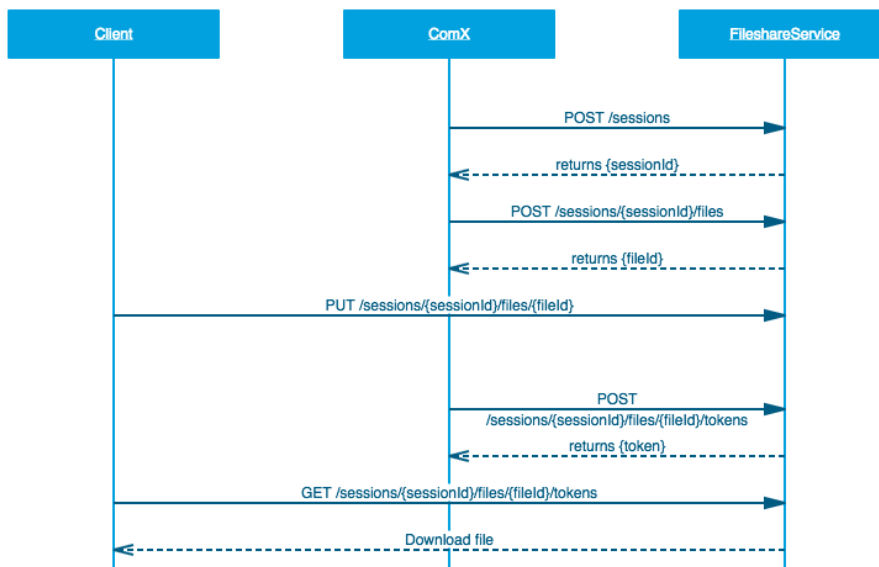 Client
ComX
FileshareService
POST /sessions
returns {sessionId}
POST /sessions/{sessionId}/files
returns {fileId}
PUT /sessions/{sessionId}/files/{fileId}
POST
/sessions/{sessionId}/files/{fileId}/tokens
returns {token}
GET /sessions/{sessionId}/files/{fileId}/tokens
Download file